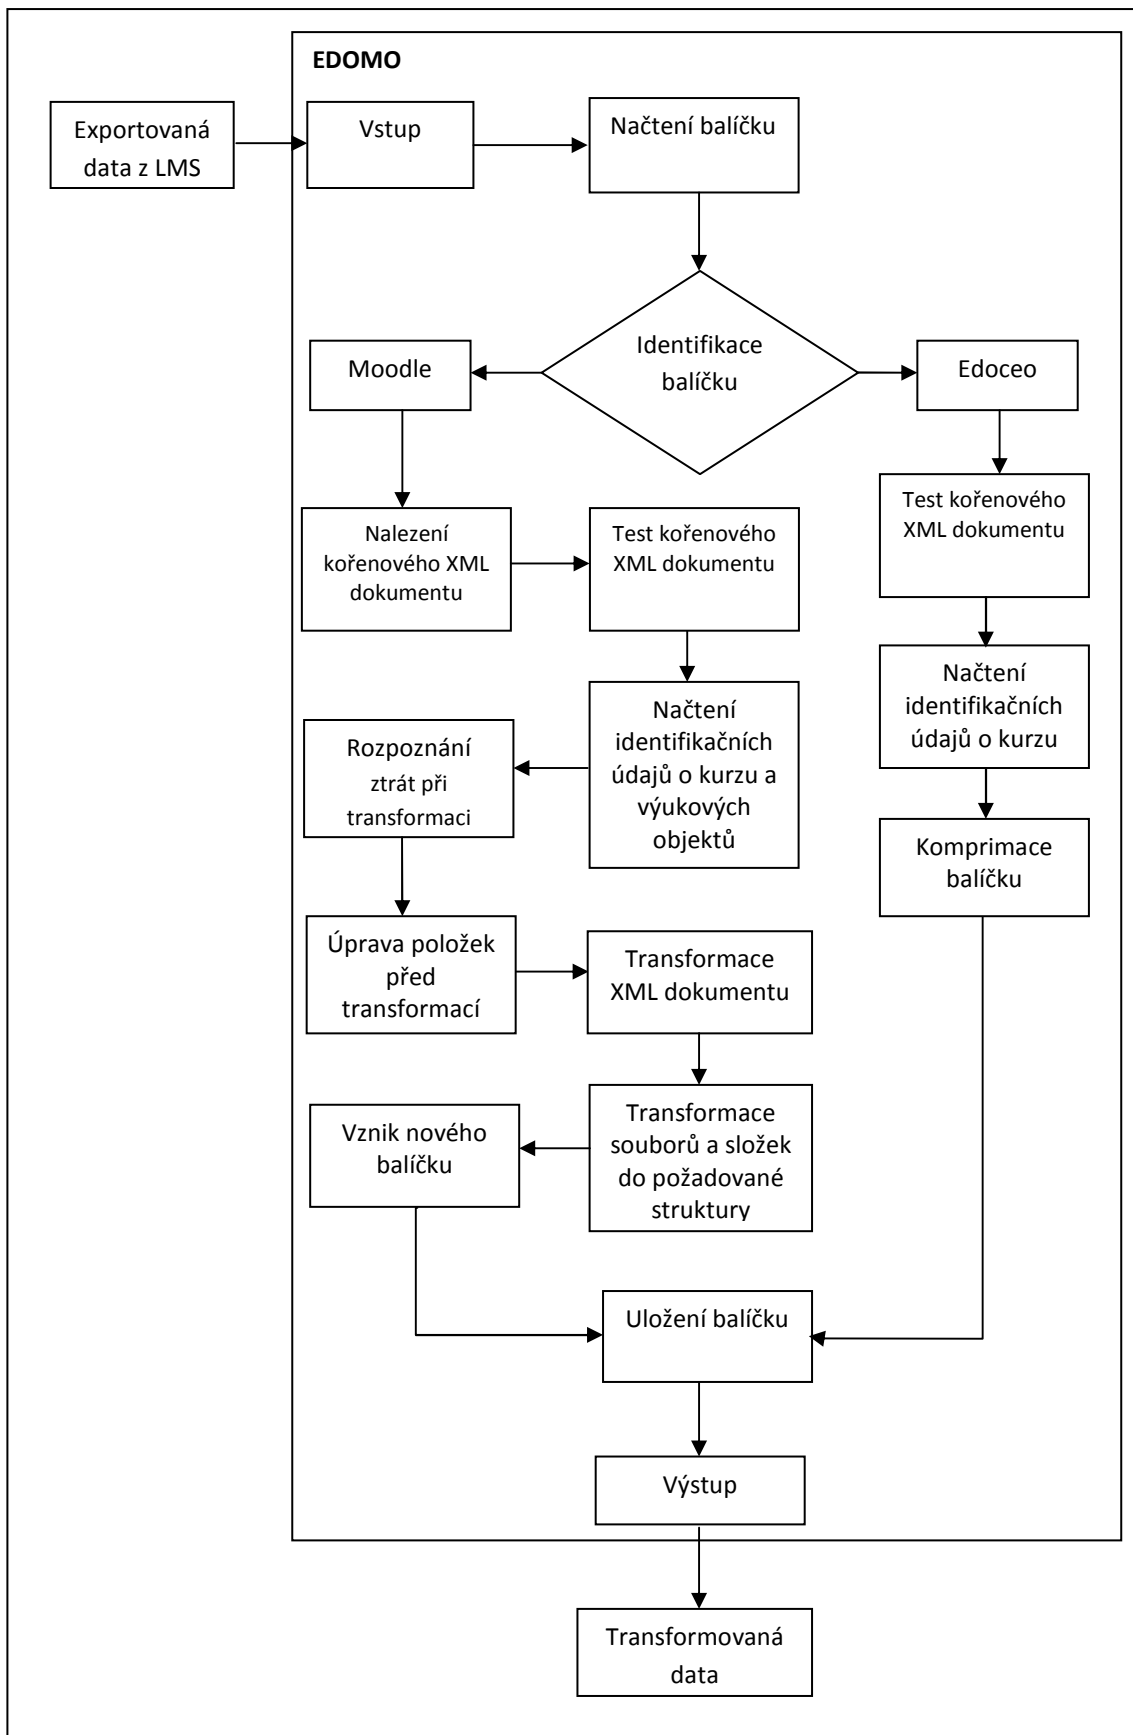 EDOMO
Exportovaná
data z LMS
Vstup
Načtení balíčku
Identifikace
balíčku
Moodle
Edoceo
Nalezení
kořenového XML
dokumentu
Test kořenového
XML dokumentu
Test kořenového
XML dokumentu
Načtení
identifikačních
údajů o kurzu a
výukových
objektů
Načtení
identifikačních
údajů o kurzu
Rozpoznání
ztrát při
transformaci
Komprimace
balíčku
Úprava položek
před
transformací
Transformace
XML dokumentu
Transformace
souborů a složek
do požadované
struktury
Vznik nového
balíčku
Uložení balíčku
Výstup
Transformovaná
data